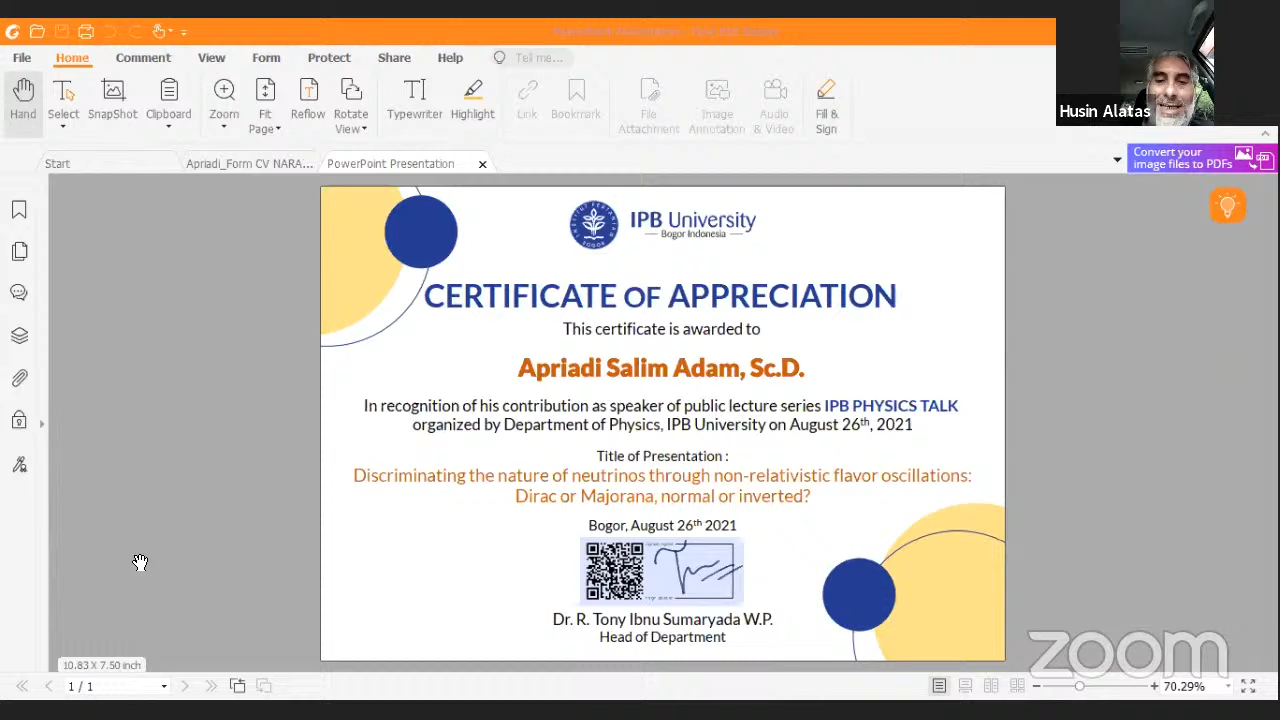 Husin Alatas
File Home Comment View Form Protect Share Help Tell me...
Hand Select SnapShot Clipboard Zoom Fit Page Reflow Rotate View Typewriter Highlight Link Bookmark File Attachment Image Annotation Audio & Video Fill & Sign
Start Apriadi_Form CV NARA... PowerPoint Presentation
Convert your
image files to PDFs
IPB University
Bogor Indonesia
CERTIFICATE OF APPRECIATION
This certificate is awarded to
Apriadi Salim Adam, Sc.D.
In recognition of his contribution as speaker of public lecture series IPB PHYSICS TALK
organized by Department of Physics, IPB University on August 26th, 2021
Title of Presentation :
Discriminating the nature of neutrinos through non-relativistic flavor oscillations:
Dirac or Majorana, normal or inverted?
Bogor, August 26th 2021
Dr. R. Tony Ibnu Sumaryada W.P.
Head of Department
zoom
10.83 X 7.50 inch
1 / 1
70.29%